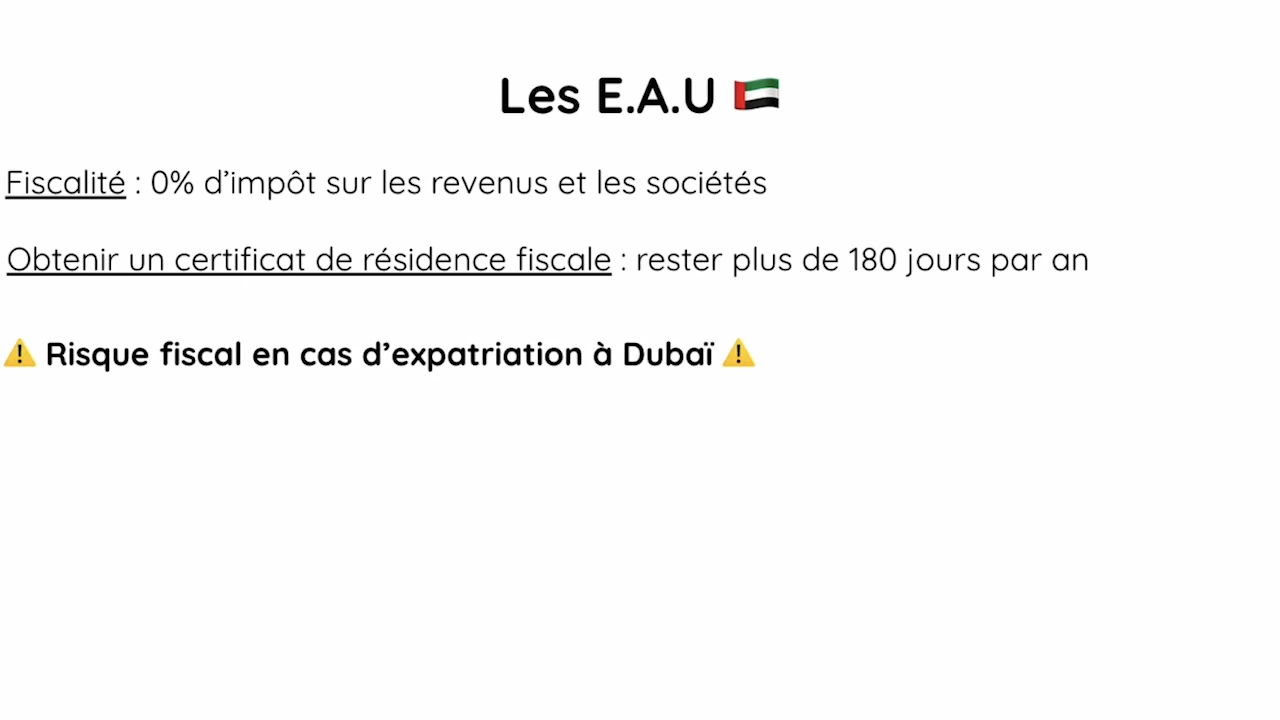 Les E.A.U 🇦🇪
Fiscalité : 0% d’impôt sur les revenus et les sociétés
Obtenir un certificat de résidence fiscale : rester plus de 180 jours par an
⚠️ Risque fiscal en cas d’expatriation à Dubaï ⚠️